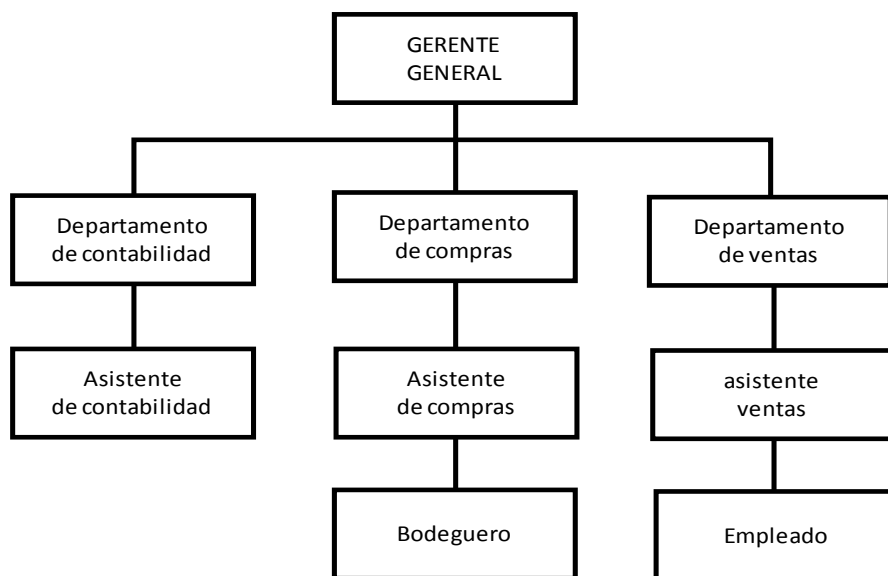 GERENTE
GENERAL
Departamento
de contabilidad
Departamento
de compras
Departamento
de ventas
Asistente
de contabilidad
Asistente
de compras
asistente
ventas
Bodeguero
Empleado